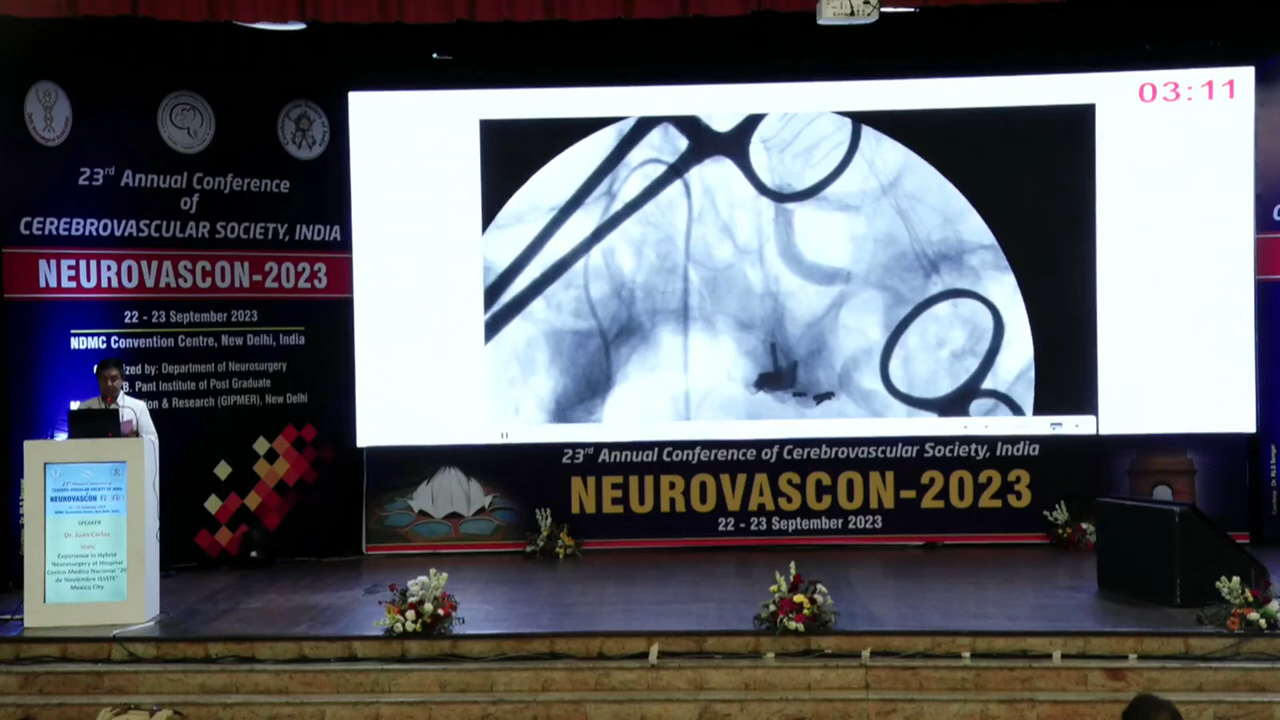 03:11
23rd Annual Conference
of
CEREBROVASCULAR SOCIETY, INDIA
NEUROVASCON-2023
22 - 23 September 2023
NDMC Convention Centre, New Delhi, India
zed by: Department of Neurosurgery
B. Pant Institute of Post Graduate
on & Research (GIPMER), New Delhi
23rd Annual Conference of Cerebrovascular Society, India
NEUROVASCON-2023
22 - 23 September 2023
NEUROVASCON
SPEAKER
Dr. Juan Carlos
TOPIC
Experience in Hybrid
Neurosurgery at Hospital
Centro Medico Nacional "20
de Noviembre ISSSTE"
Mexico City